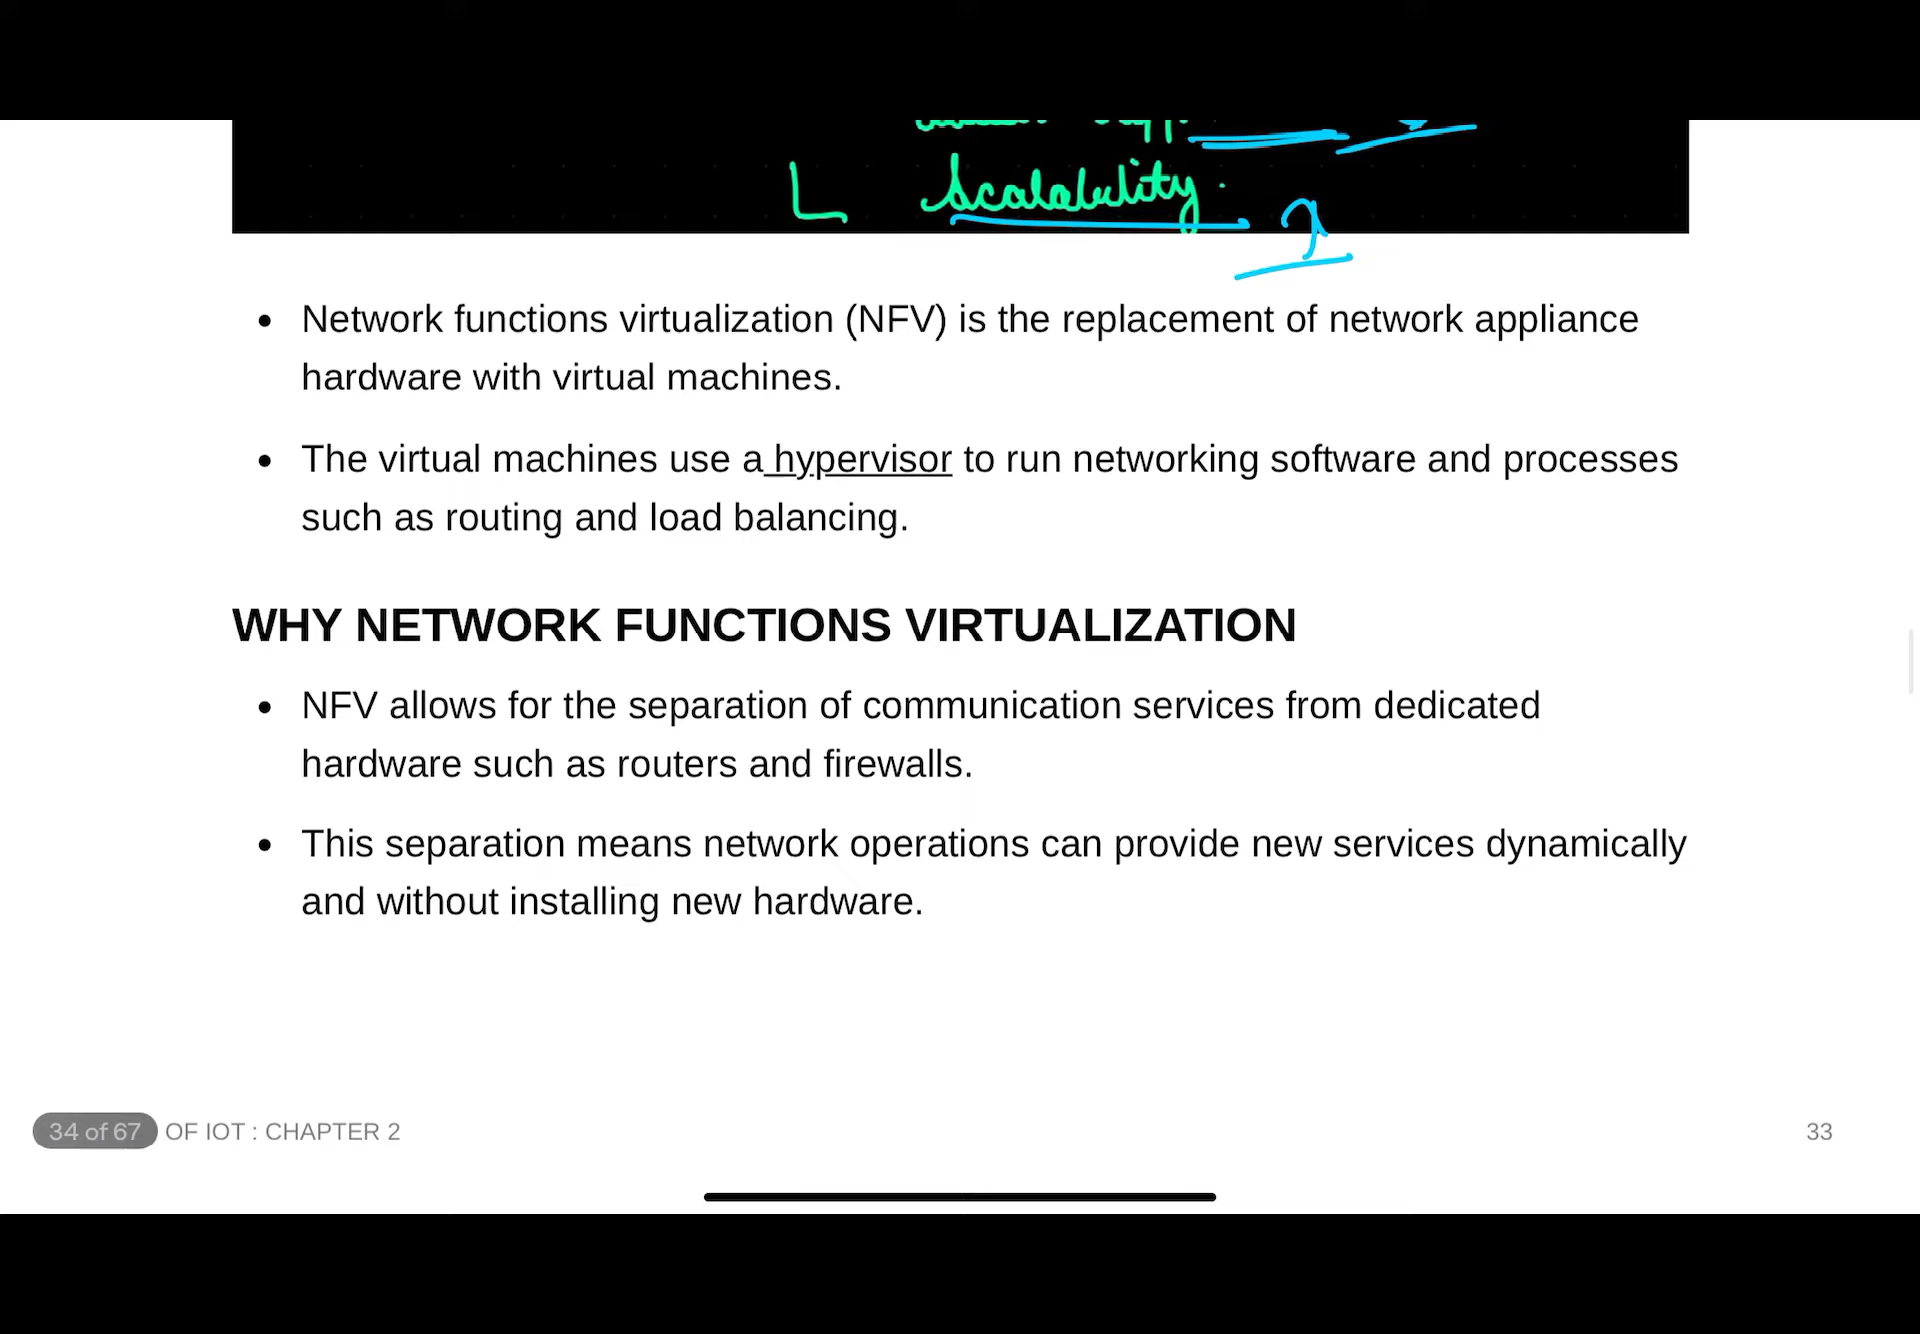 Scalability.
Network functions virtualization (NFV) is the replacement of network appliance
hardware with virtual machines.
The virtual machines use a hypervisor to run networking software and processes
such as routing and load balancing.
WHY NETWORK FUNCTIONS VIRTUALIZATION
NFV allows for the separation of communication services from dedicated
hardware such as routers and firewalls.
This separation means network operations can provide new services dynamically
and without installing new hardware.
34 of 67 OF IOT : CHAPTER 2
33